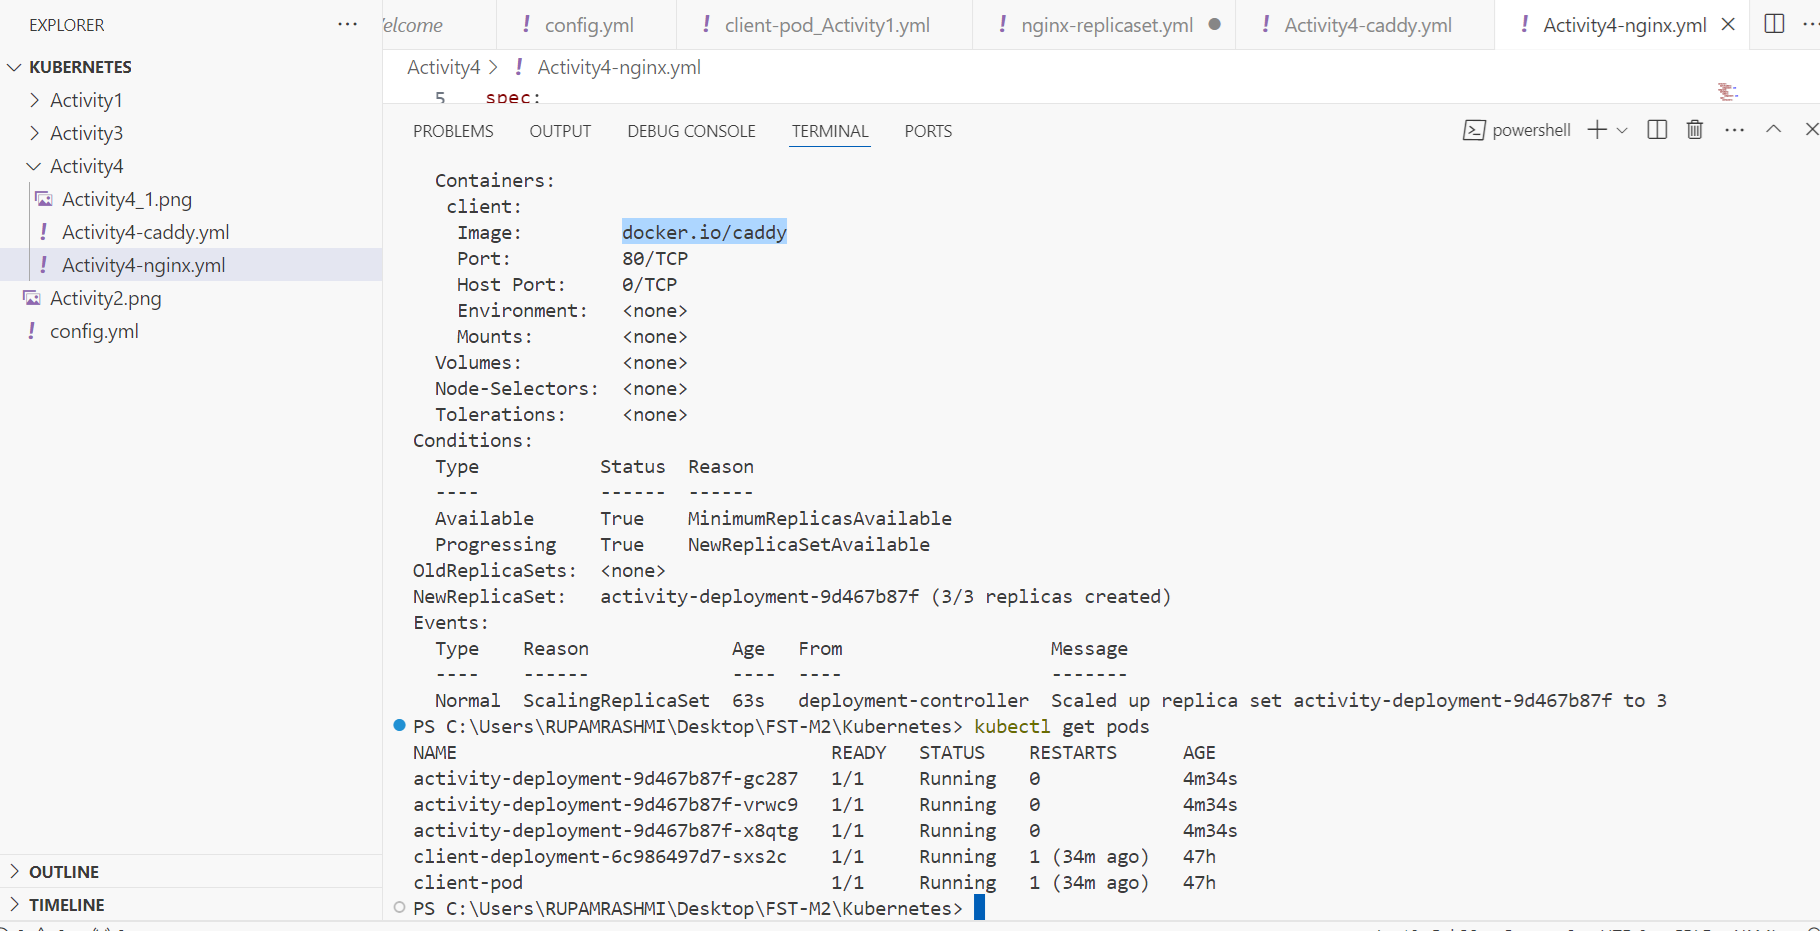 EXPLORER
KUBERNETES
Activity1
Activity3
Activity4
Activity4_1.png
! Activity4-caddy.yml
! Activity4-nginx.yml
Activity2.png
! config.yml
OUTLINE
TIMELINE
elcome ! config.yml ! client-pod_Activity1.yml ! nginx-replicaset.yml ! Activity4-caddy.yml ! Activity4-nginx.yml
Activity4 > ! Activity4-nginx.yml
5 spec:
PROBLEMS OUTPUT DEBUG CONSOLE TERMINAL PORTS powershell
Containers:
client:
Image: docker.io/caddy
Port: 80/TCP
Host Port: 0/TCP
Environment: <none>
Mounts: <none>
Volumes: <none>
Node-Selectors: <none>
Tolerations: <none>
Conditions:
Type Status Reason
---- ------ ------
Available True MinimumReplicasAvailable
Progressing True NewReplicaSetAvailable
OldReplicaSets: <none>
NewReplicaSet: activity-deployment-9d467b87f (3/3 replicas created)
Events:
Type Reason Age From Message
---- ------ ---- ---- -------
Normal ScalingReplicaSet 63s deployment-controller Scaled up replica set activity-deployment-9d467b87f to 3
PS C:\Users\RUPAMRASHMI\Desktop\FST-M2\Kubernetes> kubectl get pods
NAME READY STATUS RESTARTS AGE
activity-deployment-9d467b87f-gc287 1/1 Running 0 4m34s
activity-deployment-9d467b87f-vrwc9 1/1 Running 0 4m34s
activity-deployment-9d467b87f-x8qtg 1/1 Running 0 4m34s
client-deployment-6c986497d7-sxs2c 1/1 Running 1 (34m ago) 47h
client-pod 1/1 Running 1 (34m ago) 47h
PS C:\Users\RUPAMRASHMI\Desktop\FST-M2\Kubernetes>